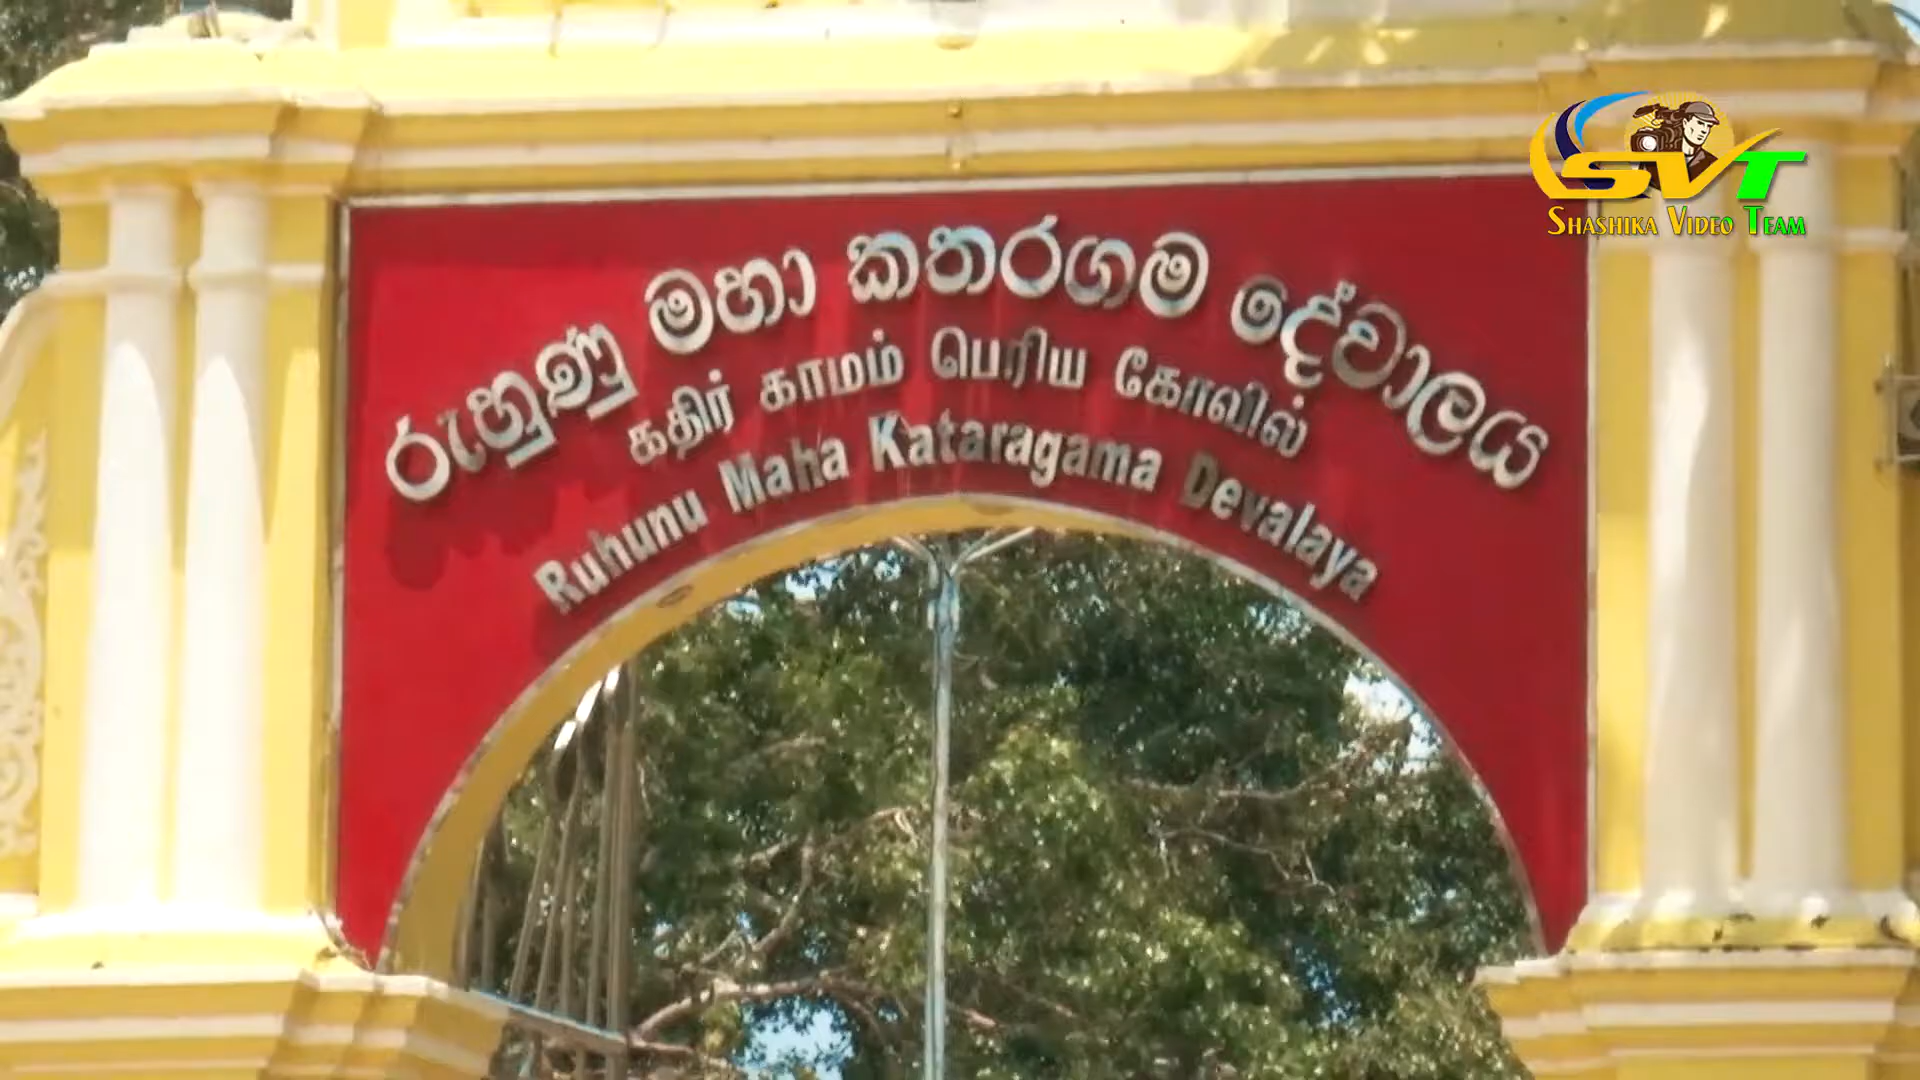 රුහුණු මහා කතරගම දේවාලය
கதிர் காமம் பெரிய கோவில்
Ruhunu Maha Kataragama Devalaya
SVT
SHASHIKA VIDEO TEAM